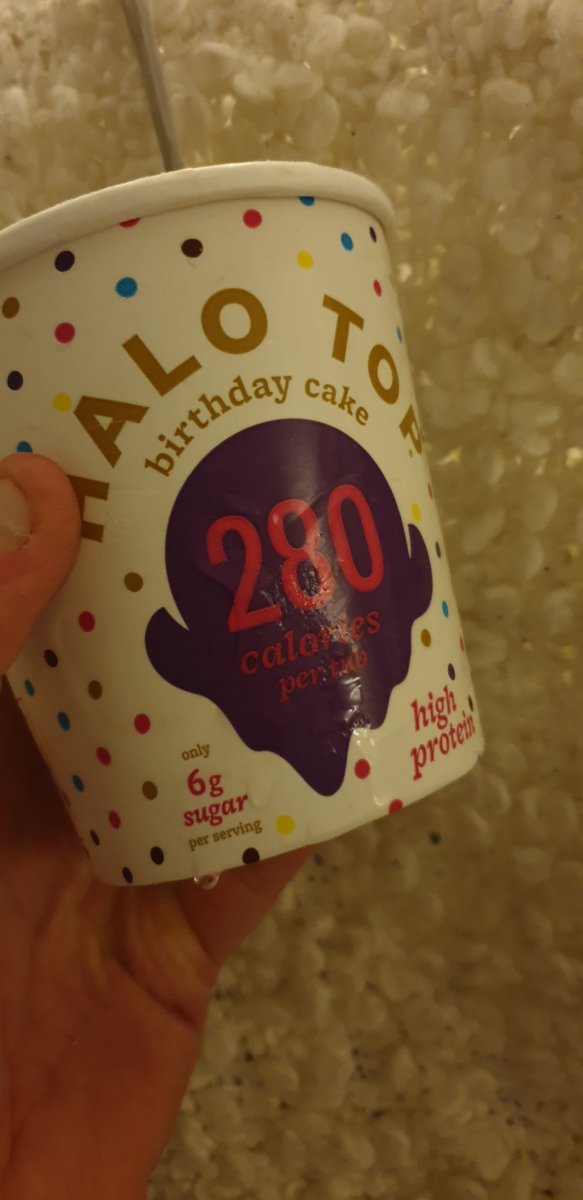 HALO TOP
birthday cake
280
calories
per tub
only
6g
sugar
per serving
high
protein